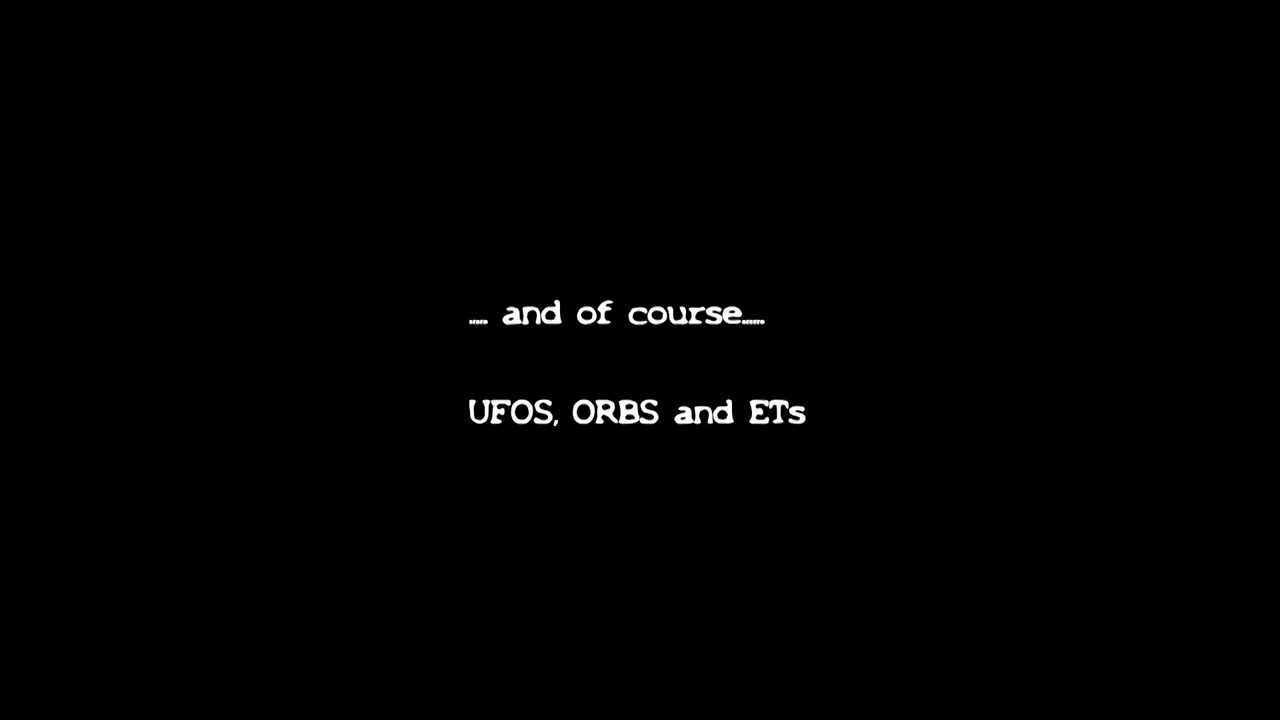 ..... and of course......
UFOS, ORBS and ETs